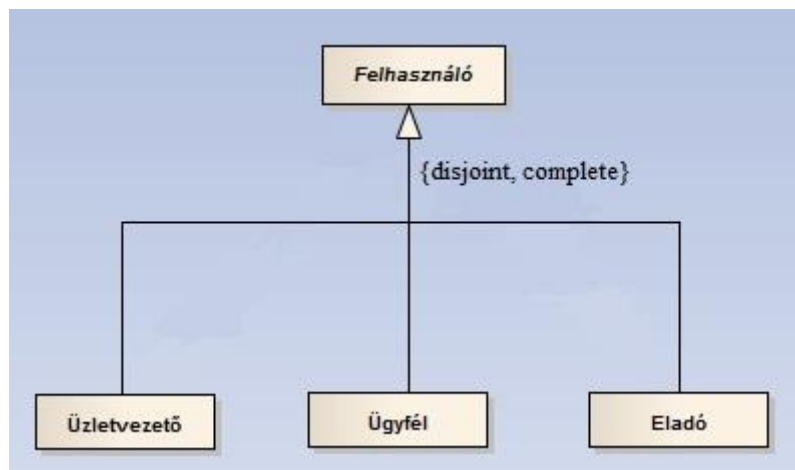 Felhasználó
{disjoint, complete}
Üzletvezető
Ügyfél
Eladó